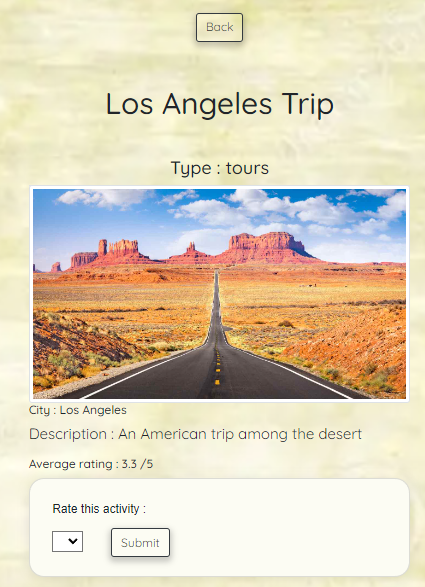 Back
Los Angeles Trip
Type : tours
City : Los Angeles
Description : An American trip among the desert
Average rating : 3.3 /5
Rate this activity :
Submit